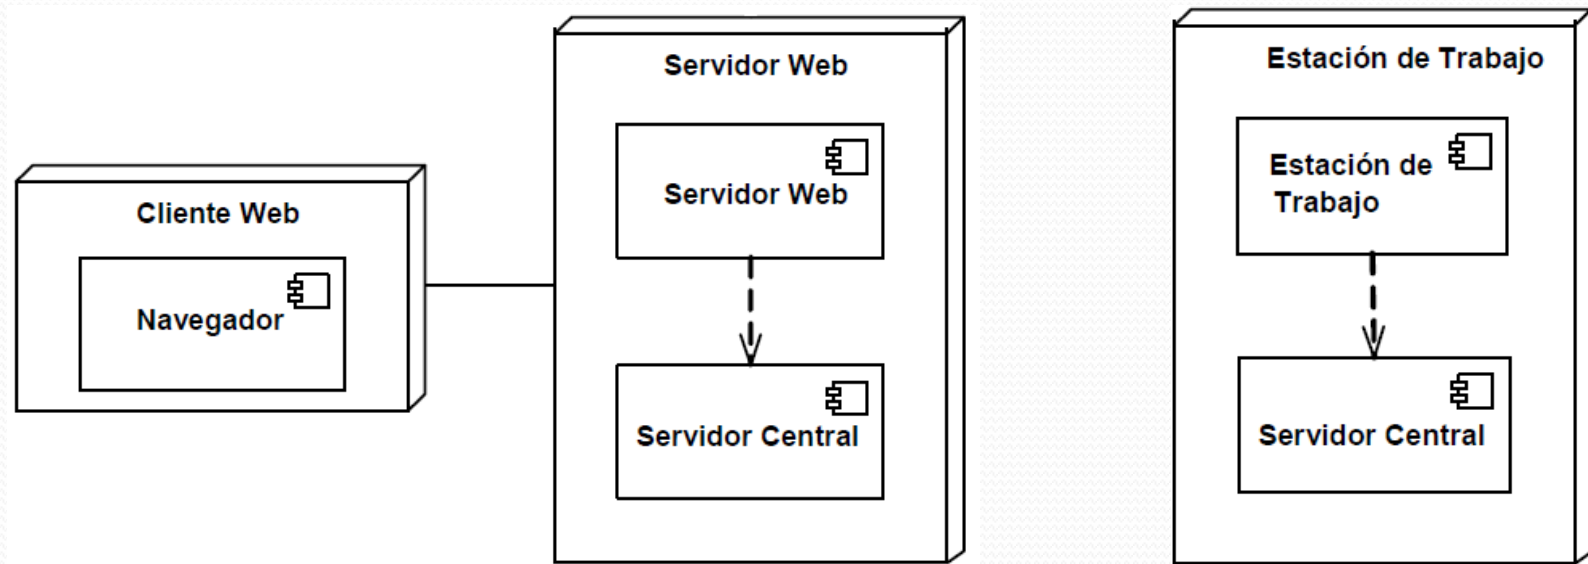 Cliente Web
Navegador
Servidor Web
Servidor Web
Servidor Central
Estación de Trabajo
Estación de
Trabajo
Servidor Central